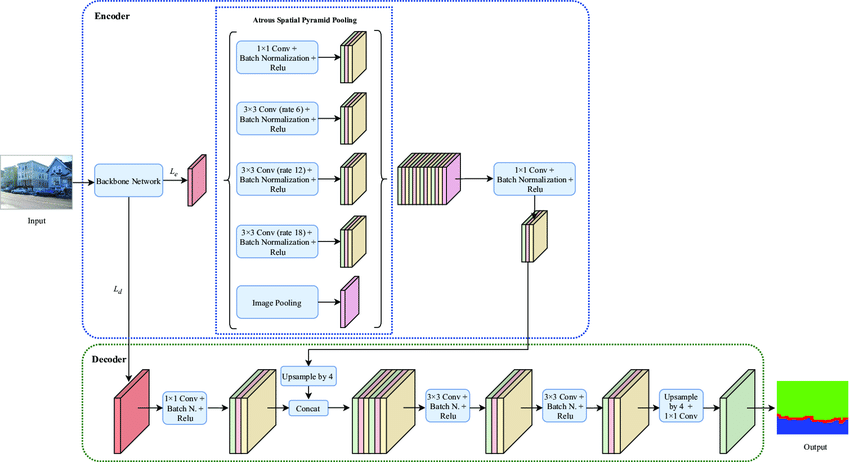 Encoder
Atrous Spatial Pyramid Pooling
1×1 Conv +
Batch Normalization +
Relu
3×3 Conv (rate 6) +
Batch Normalization +
Relu
Input
Backbone Network
Le
3×3 Conv (rate 12) +
Batch Normalization +
Relu
1×1 Conv +
Batch Normalization +
Relu
3×3 Conv (rate 18) +
Batch Normalization +
Relu
Image Pooling
Ld
Decoder
1×1 Conv +
Batch N. +
Relu
Upsample by 4
Concat
3×3 Conv +
Batch N. +
Relu
3×3 Conv +
Batch N. +
Relu
Upsample
by 4 +
1×1 Conv
Output